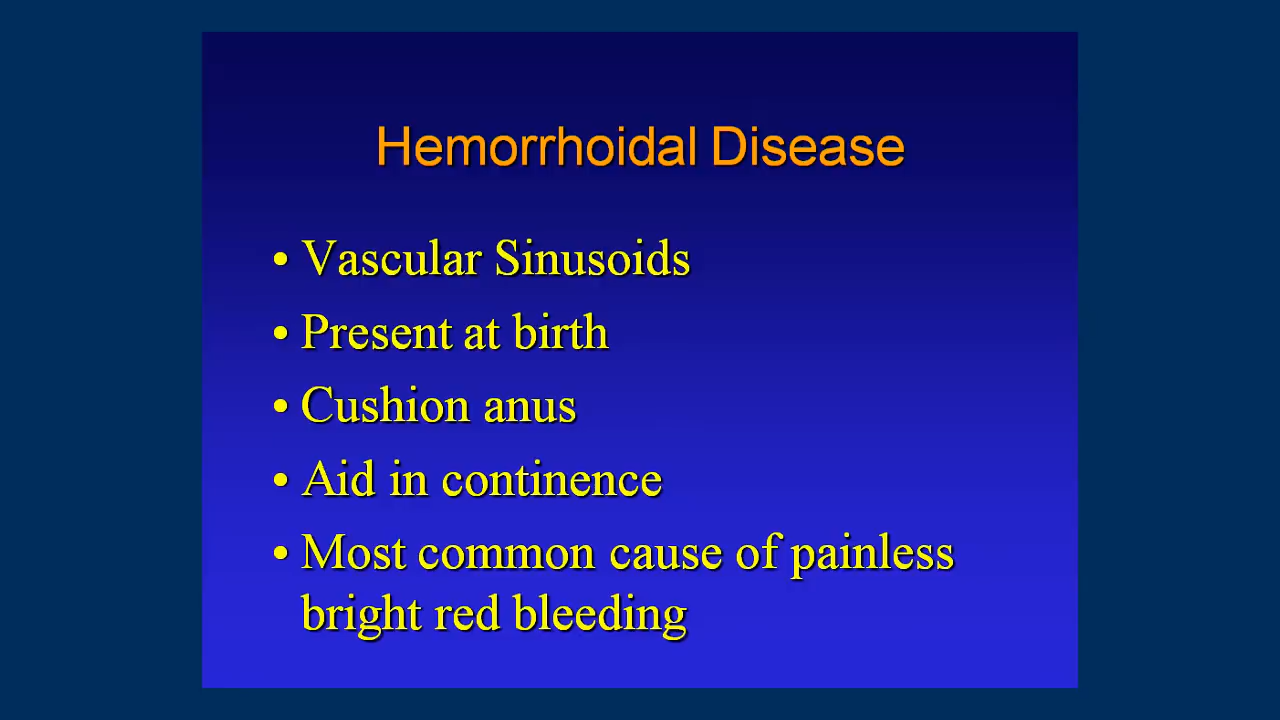 Hemorrhoidal Disease
• Vascular Sinusoids
• Present at birth
• Cushion anus
• Aid in continence
• Most common cause of painless
bright red bleeding